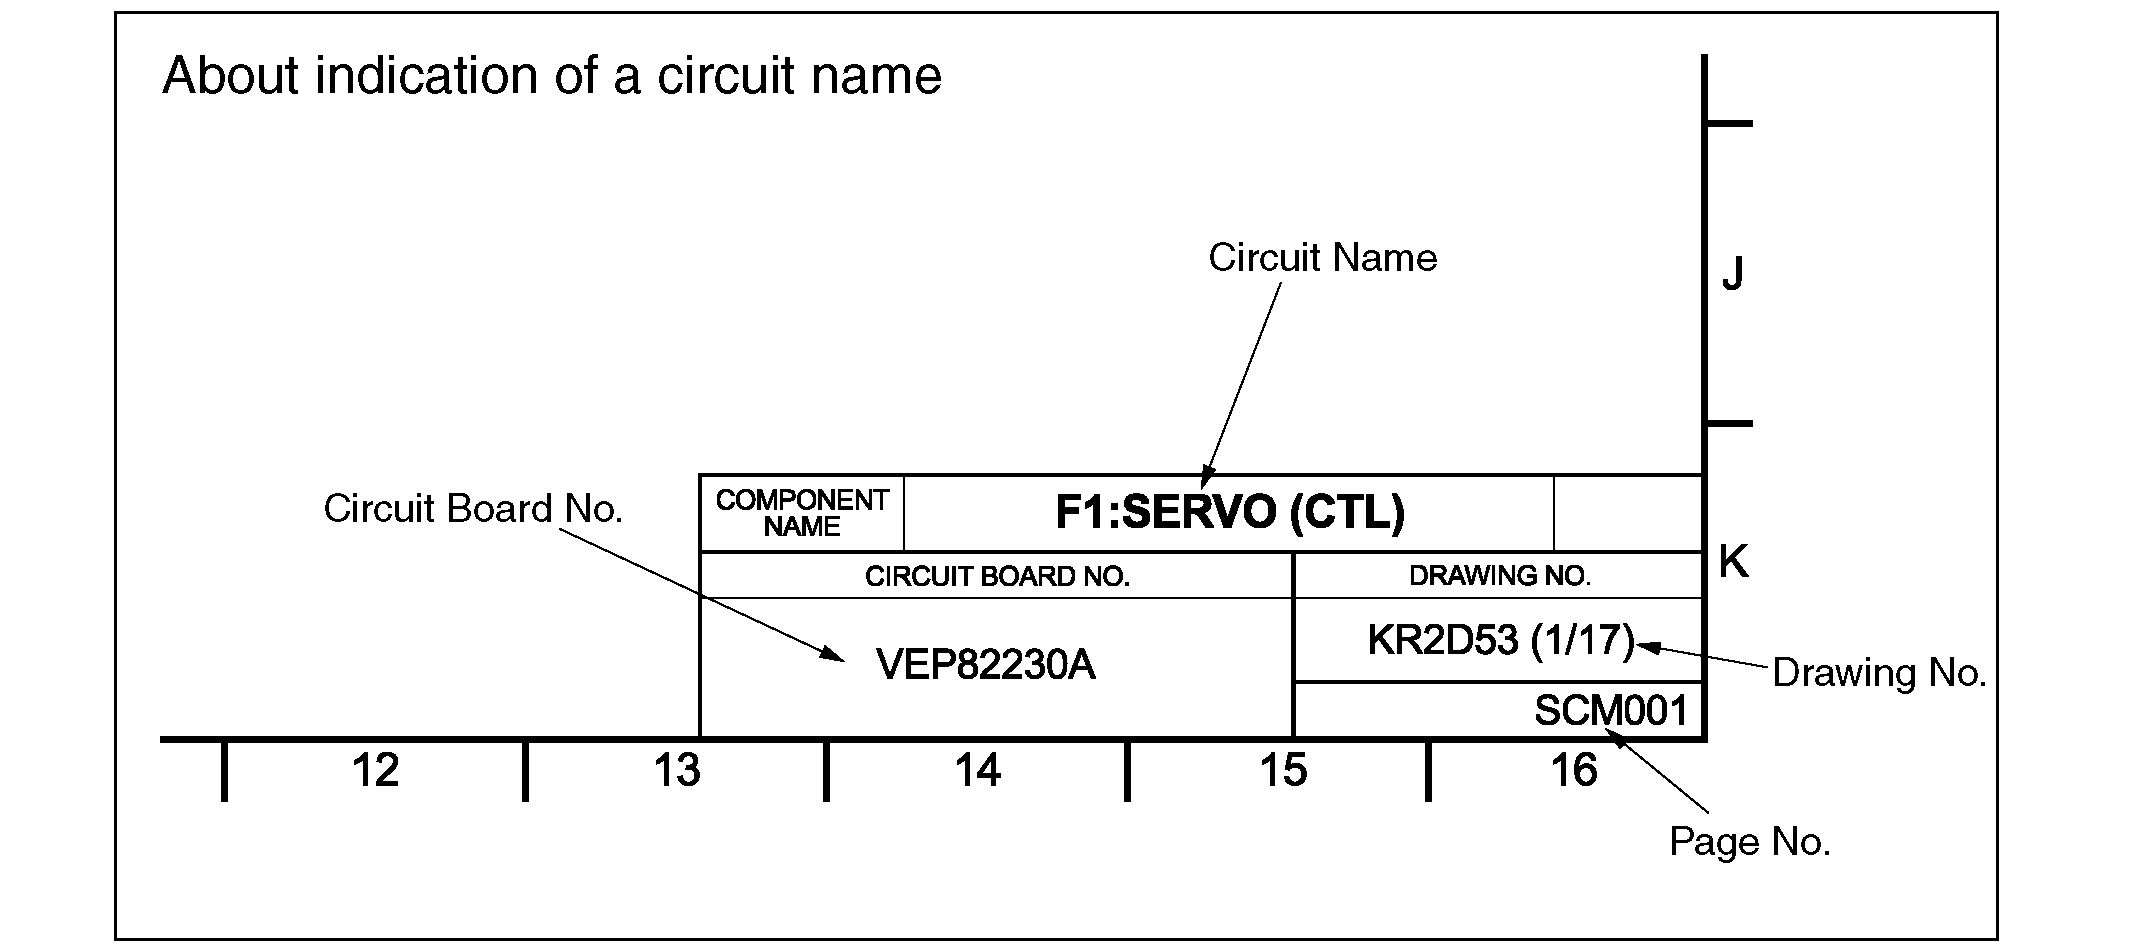 About indication of a circuit name
Circuit Name
J
Circuit Board No.
COMPONENT
NAME
F1:SERVO (CTL)
CIRCUIT BOARD NO.
DRAWING NO.
K
VEP82230A
KR2D53 (1/17)
Drawing No.
SCM001
12 13 14 15 16
Page No.